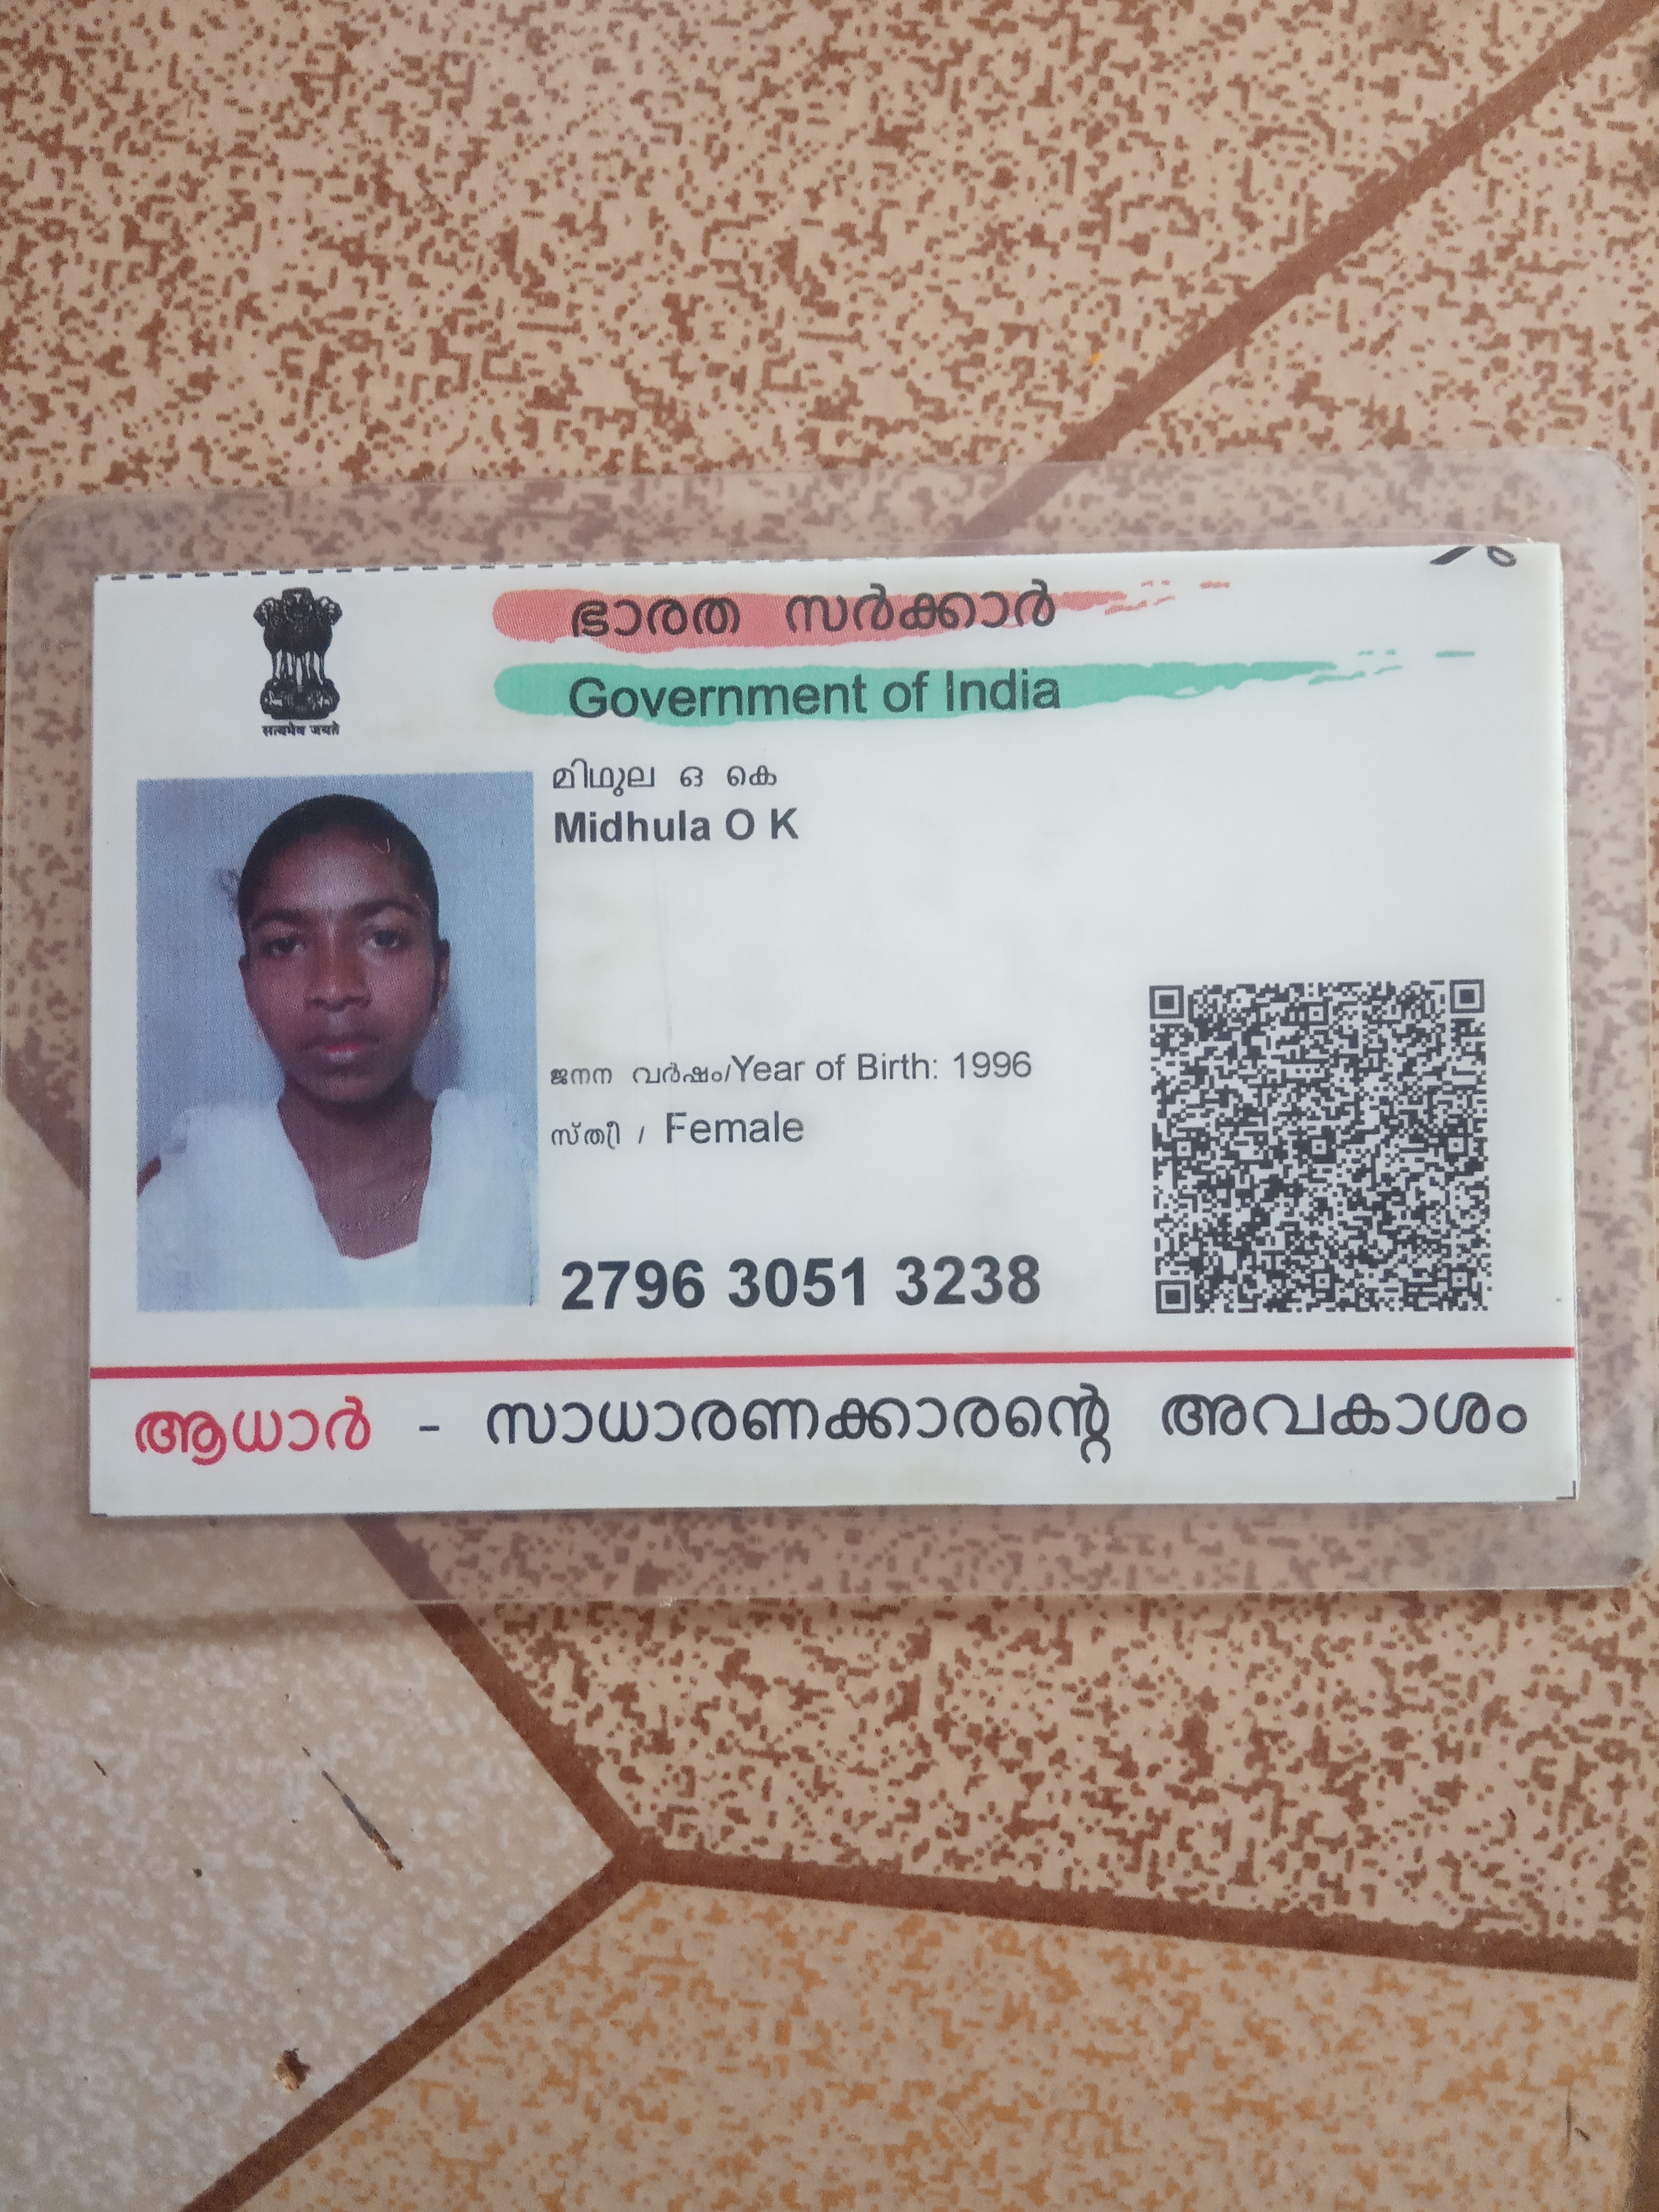 ഭാരത സർക്കാർ
Government of India
सत्यमेव जयते
മിഥുല ഒ കെ
Midhula O K
ജനന വർഷം/Year of Birth: 1996
സ്ത്രീ / Female
2796 3051 3238
ആധാർ - സാധാരണക്കാരന്റെ അവകാശം